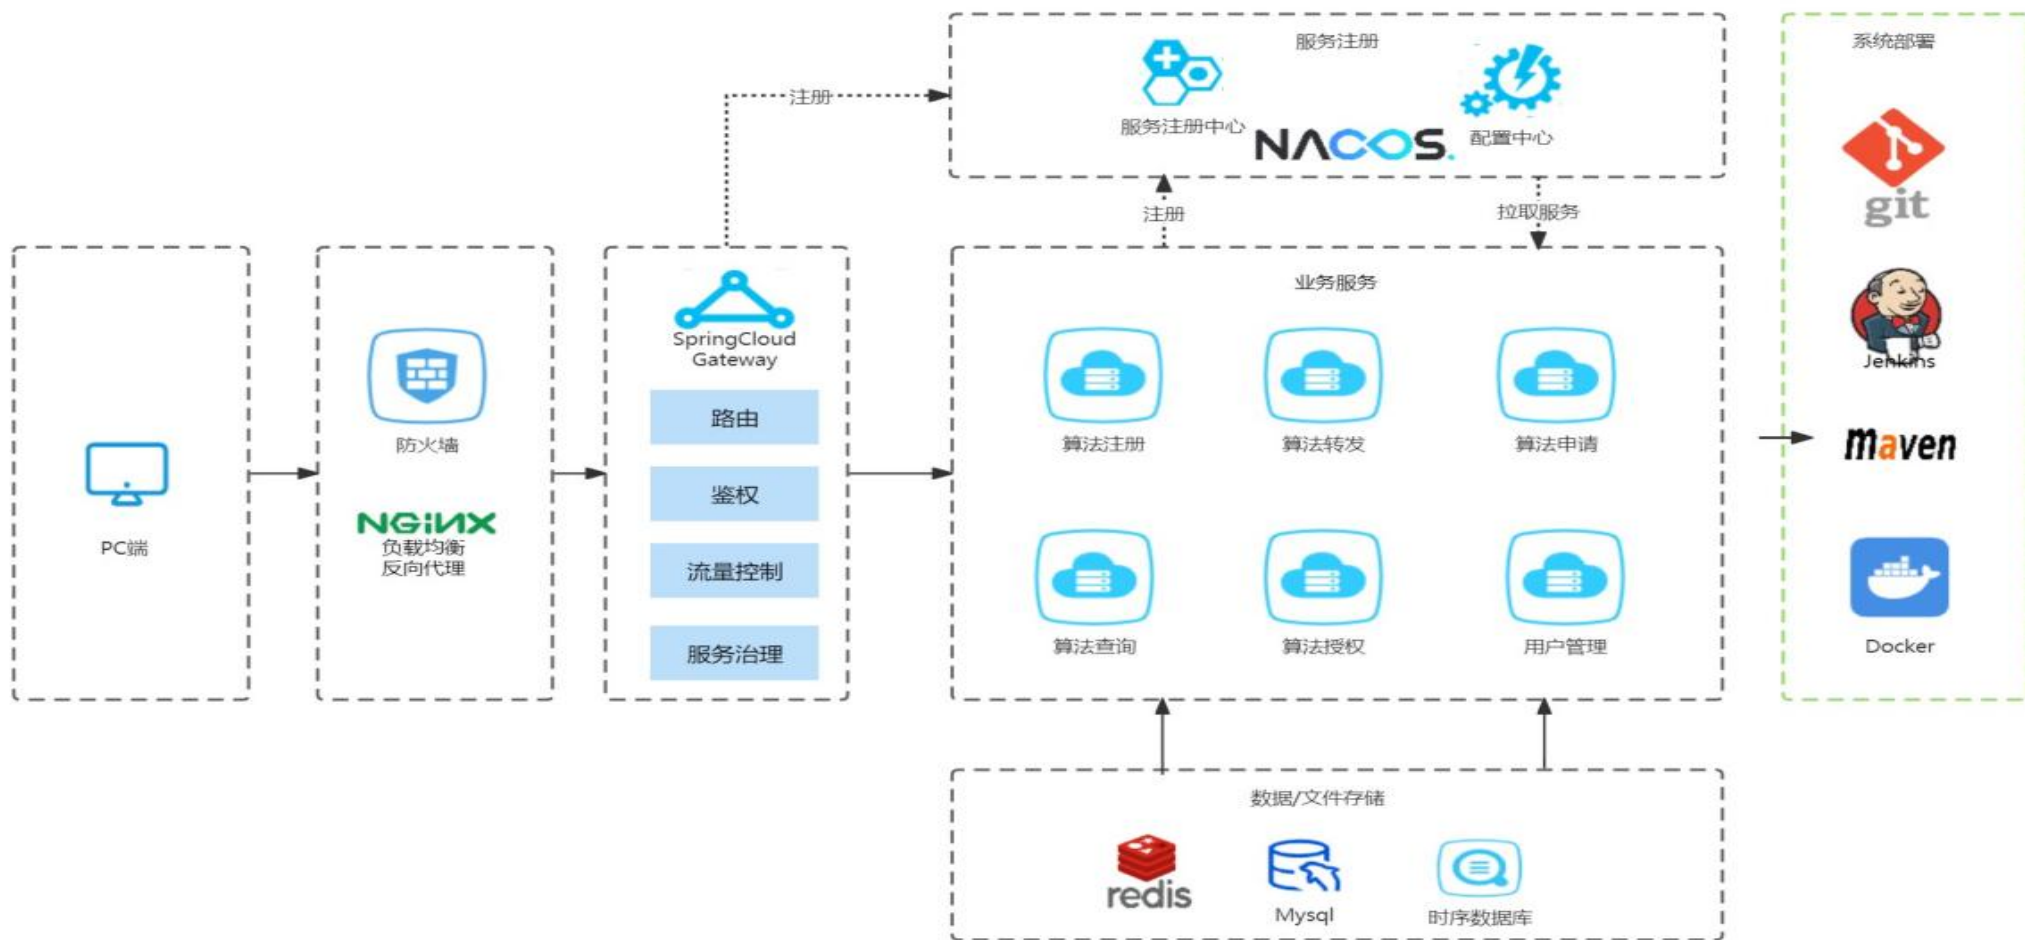 服务注册
服务注册中心
NACOS.
配置中心
注册
注册
拉取服务
PC端
防火墙
NGiNX
负载均衡
反向代理
SpringCloud
Gateway
路由
鉴权
流量控制
服务治理
业务服务
算法注册
算法转发
算法申请
算法查询
算法授权
用户管理
数据/文件存储
redis
Mysql
时序数据库
系统部署
git
Jenkins
maven
Docker